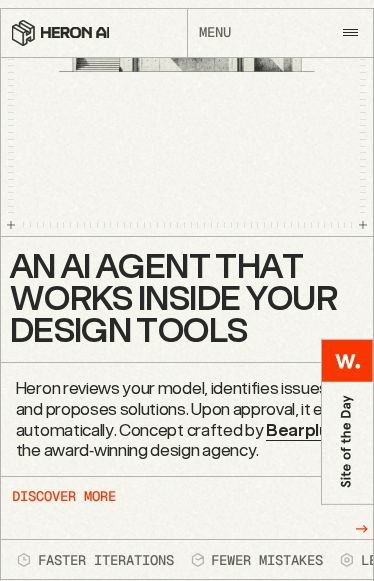 HERON AI
MENU
AN AI AGENT THAT
WORKS INSIDE YOUR
DESIGN TOOLS
W.
Site of the Day
Heron reviews your model, identifies issues
and proposes solutions. Upon approval, it
automatically. Concept crafted by
the award-winning design agency.
DISCOVER MORE
FASTER ITERATIONS
FEWER MISTAKES